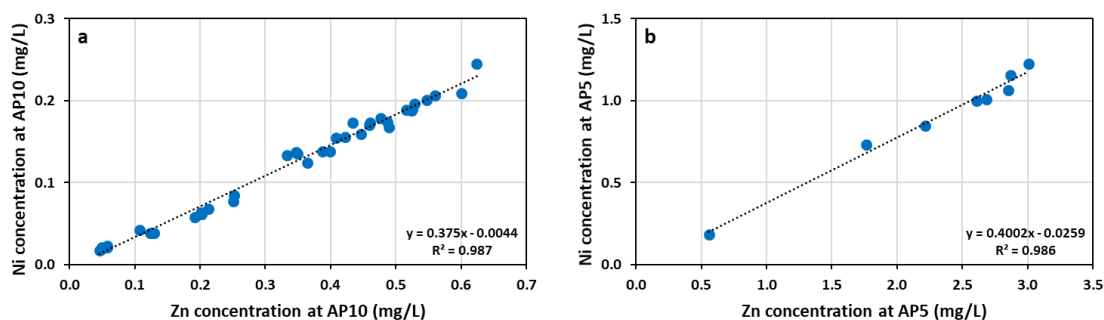 a
Ni concentration at AP10 (mg/L)
0.3
0.2
0.1
0.0
y = 0.375x - 0.0044
R² = 0.987
0.0 0.1 0.2 0.3 0.4 0.5 0.6 0.7
Zn concentration at AP10 (mg/L)
b
Ni concentration at AP5 (mg/L)
1.5
1.0
0.5
0.0
y = 0.4002x - 0.0259
R² = 0.986
0.0 0.5 1.0 1.5 2.0 2.5 3.0 3.5
Zn concentration at AP5 (mg/L)